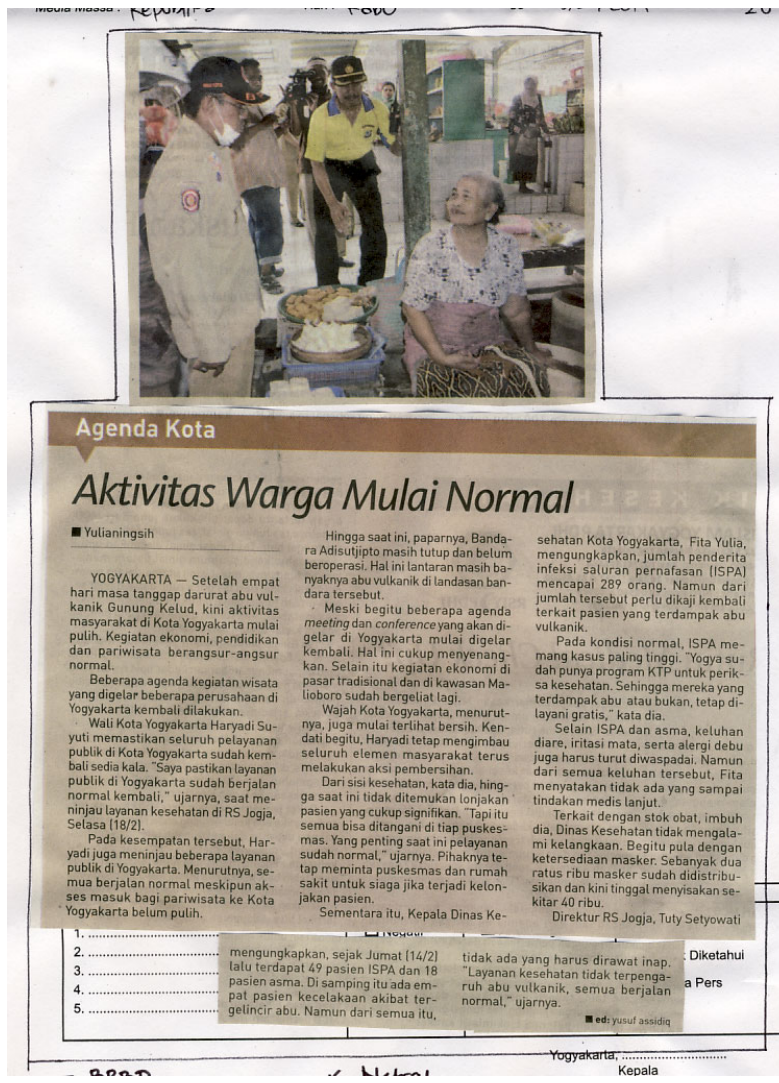 Media Massa : Republika
20
Agenda Kota
Aktivitas Warga Mulai Normal
■ Yulianingsih
YOGYAKARTA — Setelah empat
hari masa tanggap darurat abu vul-
kanik Gunung Kelud, kini aktivitas
masyarakat di Kota Yogyakarta mulai
pulih. Kegiatan ekonomi, pendidikan
dan pariwisata berangsur-angsur
normal.
Beberapa agenda kegiatan wisata
yang digelar beberapa perusahaan di
Yogyakarta kembali dilakukan.
Wali Kota Yogyakarta Haryadi Su-
yuti memastikan seluruh pelayanan
publik di Kota Yogyakarta sudah kem-
bali sedia kala. "Saya pastikan layanan
publik di Yogyakarta sudah berjalan
normal kembali," ujarnya, saat me-
ninjau layanan kesehatan di RS Jogja,
Selasa (18/2).
Pada kesempatan tersebut, Har-
yadi juga meninjau beberapa layanan
publik di Yogyakarta. Menurutnya, se-
mua berjalan normal meskipun ak-
ses masuk bagi pariwisata ke Kota
Yogyakarta belum pulih.
Hingga saat ini, paparnya, Banda-
ra Adisutjipto masih tutup dan belum
beroperasi. Hal ini lantaran masih ba-
nyaknya abu vulkanik di landasan ban-
dara tersebut.
Meski begitu beberapa agenda
meeting dan conference yang akan di-
gelar di Yogyakarta mulai digelar
kembali. Hal ini cukup menyenang-
kan. Selain itu kegiatan ekonomi di
pasar tradisional dan di kawasan Ma-
lioboro sudah bergeliat lagi.
Wajah Kota Yogyakarta, menurut-
nya, juga mulai terlihat bersih. Ken-
dati begitu, Haryadi tetap mengimbau
seluruh elemen masyarakat terus
melakukan aksi pembersihan.
Dari sisi kesehatan, kata dia, hing-
ga saat ini tidak ditemukan lonjakan
pasien yang cukup signifikan. "Tapi itu
semua bisa ditangani di tiap puskes-
mas. Yang penting saat ini pelayanan
sudah normal," ujarnya. Pihaknya te-
tap meminta puskesmas dan rumah
sakit untuk siaga jika terjadi kelon-
jakan pasien.
Sementara itu, Kepala Dinas Ke-
sehatan Kota Yogyakarta, Fita Yulia,
mengungkapkan, jumlah penderita
infeksi saluran pernafasan (ISPA)
mencapai 289 orang. Namun dari
jumlah tersebut perlu dikaji kembali
terkait pasien yang terdampak abu
vulkanik.
Pada kondisi normal, ISPA me-
mang kasus paling tinggi. "Yogya su-
dah punya program KTP untuk perik-
sa kesehatan. Sehingga mereka yang
terdampak abu atau bukan, tetap di-
layani gratis," kata dia.
Selain ISPA dan asma, keluhan
diare, iritasi mata, serta alergi debu
juga harus turut diwaspadai. Namun
dari semua keluhan tersebut, Fita
menyatakan tidak ada yang sampai
tindakan medis lanjut.
Terkait dengan stok obat, imbuh
dia, Dinas Kesehatan tidak mengala-
mi kelangkaan. Begitu pula dengan
ketersediaan masker. Sebanyak dua
ratus ribu masker sudah didistribu-
sikan dan kini tinggal menyisakan se-
kitar 40 ribu.
Direktur RS Jogja, Tuty Setyowati
mengungkapkan, sejak Jumat (14/2)
lalu terdapat 49 pasien ISPA dan 18
pasien asma. Di samping itu ada em-
pat pasien kecelakaan akibat ter-
gelincir abu. Namun dari semua itu,
tidak ada yang harus dirawat inap.
"Layanan kesehatan tidak terpenga-
ruh abu vulkanik, semua berjalan
normal," ujarnya.
■ ed: yusuf assidiq
1. ........................
2. ........................
3. ........................
4. ........................
5. ........................
Negatif
Diketahui
a Pers
Yogyakarta, ........................
Kepala